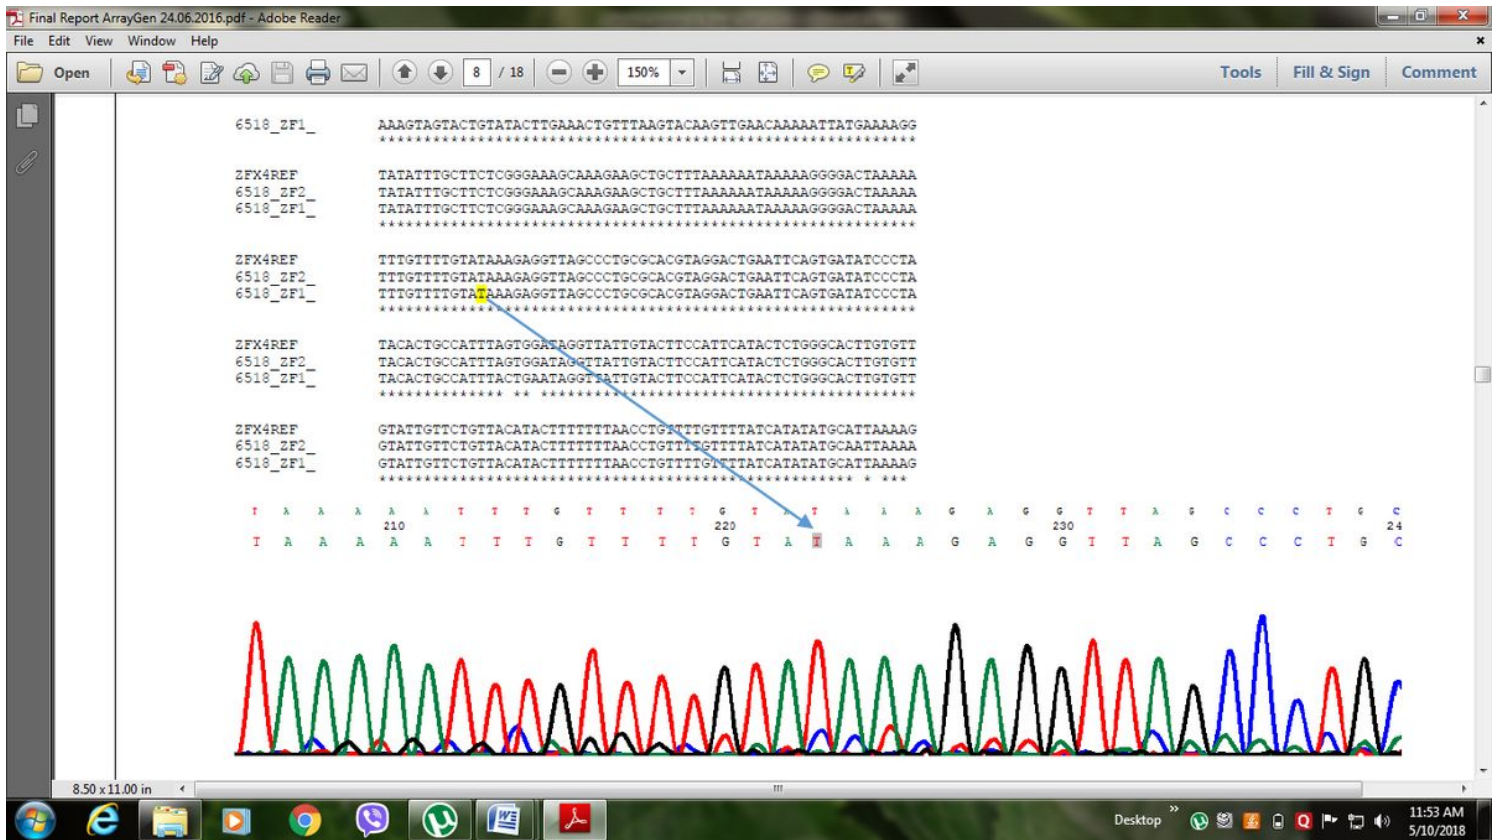 Final Report ArrayGen 24.06.2016.pdf - Adobe Reader
File Edit View Window Help
Open 8 / 18 150% Tools Fill & Sign Comment
6518_ZF1_ AAAGTAGTACTGTATACTTGAAACTGTTTAAGTACAAGTTGAACAAAAATTATGAAAAGG
************************************************************
ZFX4REF TATATTTGCTTCTCGGGAAAGCAAAGAAGCTGCTTTAAAAAATAAAAAGGGGACTAAAAA
6518_ZF2_ TATATTTGCTTCTCGGGAAAGCAAAGAAGCTGCTTTAAAAAATAAAAAGGGGACTAAAAA
6518_ZF1_ TATATTTGCTTCTCGGGAAAGCAAAGAAGCTGCTTTAAAAAATAAAAAGGGGACTAAAAA
************************************************************
ZFX4REF TTTGTTTTGTATAAAGAGGTTAGCCCTGCGCACGTAGGACTGAATTCAGTGATATCCCTA
6518_ZF2_ TTTGTTTTGTATAAAGAGGTTAGCCCTGCGCACGTAGGACTGAATTCAGTGATATCCCTA
6518_ZF1_ TTTGTTTTGTATAAAGAGGTTAGCCCTGCGCACGTAGGACTGAATTCAGTGATATCCCTA
************************************************************
ZFX4REF TACACTGCCATTTAGTGGATAGGTTATTGTACTTCCATTCATACTCTGGGCACTTGTGTT
6518_ZF2_ TACACTGCCATTTAGTGGATAGGTTATTGTACTTCCATTCATACTCTGGGCACTTGTGTT
6518_ZF1_ TACACTGCCATTTACTGAATAGGTTATTGTACTTCCATTCATACTCTGGGCACTTGTGTT
************** ** ******************************************
ZFX4REF GTATTGTTCTGTTACATACTTTTTTTAACCTGTTTTGTTTTATCATATATGCATTAAAAG
6518_ZF2_ GTATTGTTCTGTTACATACTTTTTTTAACCTGTTTTGTTTTATCATATATGCAATTAAAA
6518_ZF1_ GTATTGTTCTGTTACATACTTTTTTTAACCTGTTTTGTTTTATCATATATGCATTAAAAG
***************************************************** * ***
T A A A A A T T T G T T T T G T A T A A A G A G G T T A G C C C T G C
210 220 230 24
T A A A A A T T T G T T T T G T A T A A A G A G G T T A G C C C T G C
8.50 x 11.00 in
Desktop 11:53 AM
5/10/2018